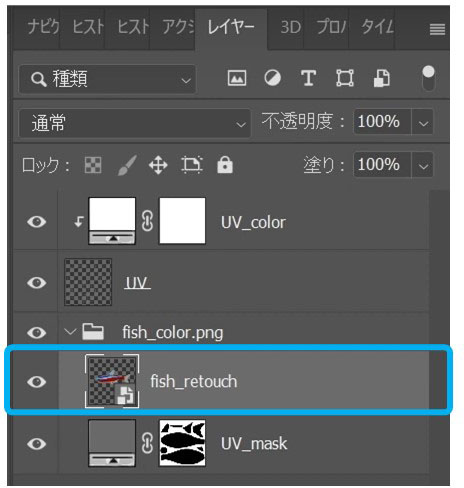 ナビゲ ヒスト ヒスト アクシ レイヤー 3D プロパ タイム
種類
通常 不透明度： 100%
ロック： 塗り： 100%
UV_color
UV
fish_color.png
fish_retouch
UV_mask